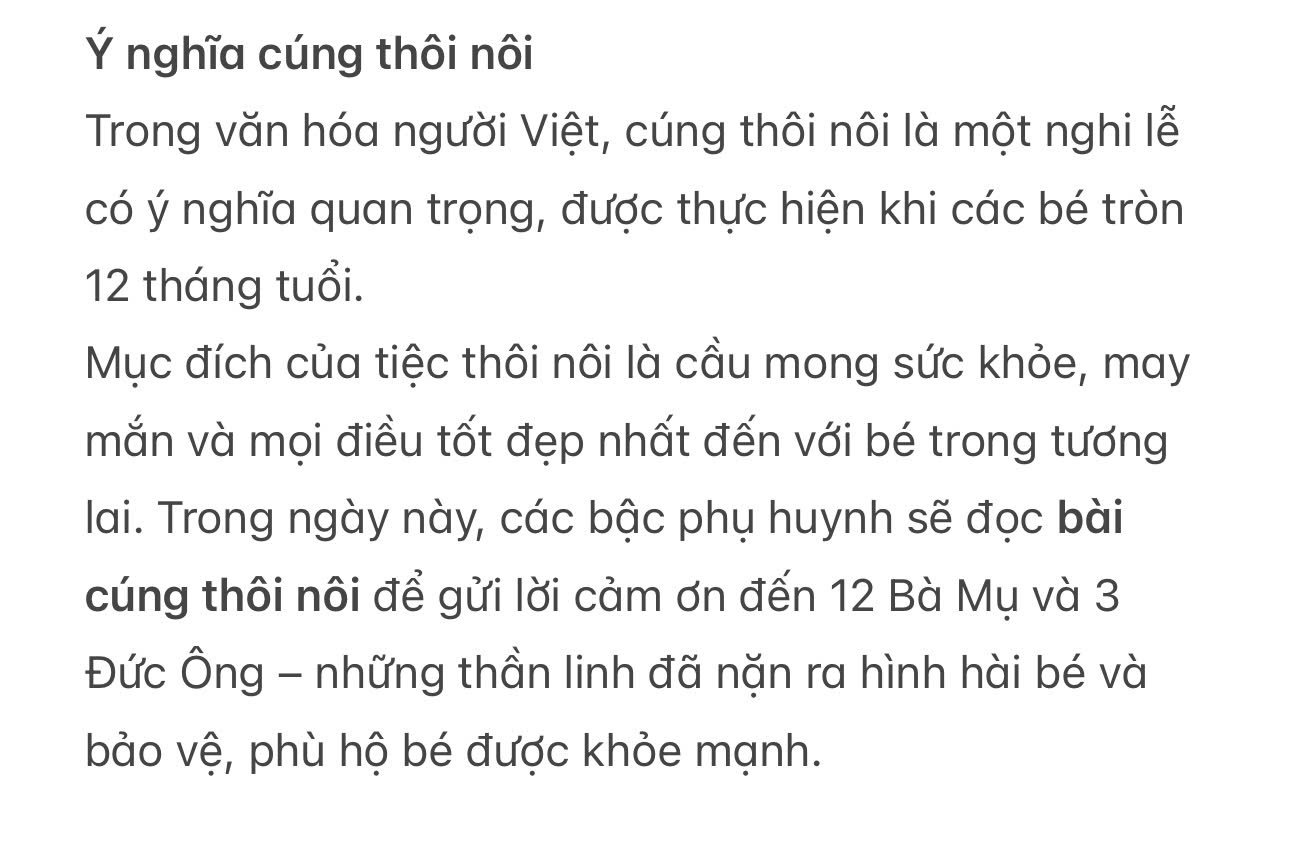 Ý nghĩa cúng thôi nôi
Trong văn hóa người Việt, cúng thôi nôi là một nghi lễ
có ý nghĩa quan trọng, được thực hiện khi các bé tròn
12 tháng tuổi.
Mục đích của tiệc thôi nôi là cầu mong sức khỏe, may
mắn và mọi điều tốt đẹp nhất đến với bé trong tương
lai. Trong ngày này, các bậc phụ huynh sẽ đọc bài
cúng thôi nôi để gửi lời cảm ơn đến 12 Bà Mụ và 3
Đức Ông – những thần linh đã nặn ra hình hài bé và
bảo vệ, phù hộ bé được khỏe mạnh.